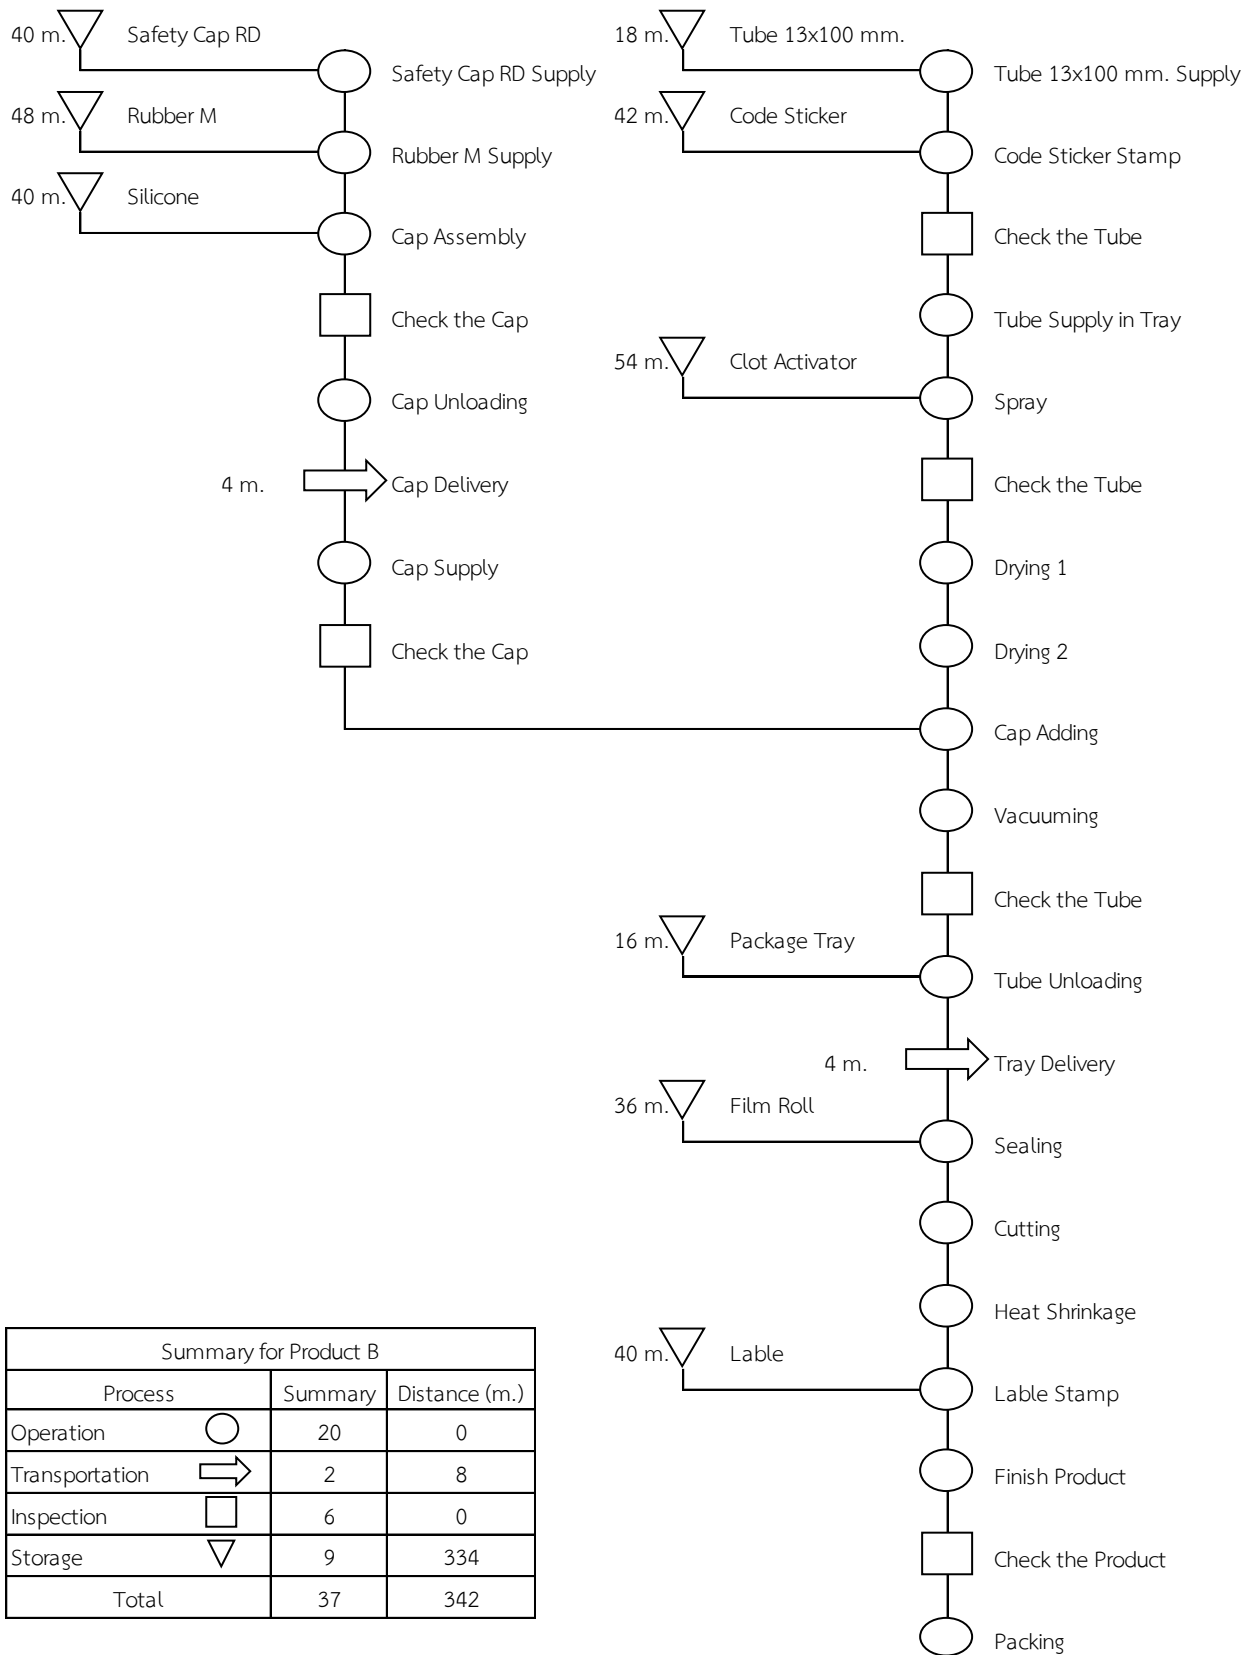 40 m. Safety Cap RD
Safety Cap RD Supply
48 m. Rubber M
Rubber M Supply
40 m. Silicone
Cap Assembly
Check the Cap
Cap Unloading
4 m. Cap Delivery
Cap Supply
Check the Cap
18 m. Tube 13x100 mm.
Tube 13x100 mm. Supply
42 m. Code Sticker
Code Sticker Stamp
Check the Tube
Tube Supply in Tray
54 m. Clot Activator
Spray
Check the Tube
Drying 1
Drying 2
Cap Adding
Vacuuming
Check the Tube
16 m. Package Tray
Tube Unloading
4 m. Tray Delivery
36 m. Film Roll
Sealing
Cutting
Heat Shrinkage
40 m. Lable
Lable Stamp
Finish Product
Check the Product
Packing
Summary for Product B
Process Summary Distance (m.)
Operation 20 0
Transportation 2 8
Inspection 6 0
Storage 9 334
Total 37 342